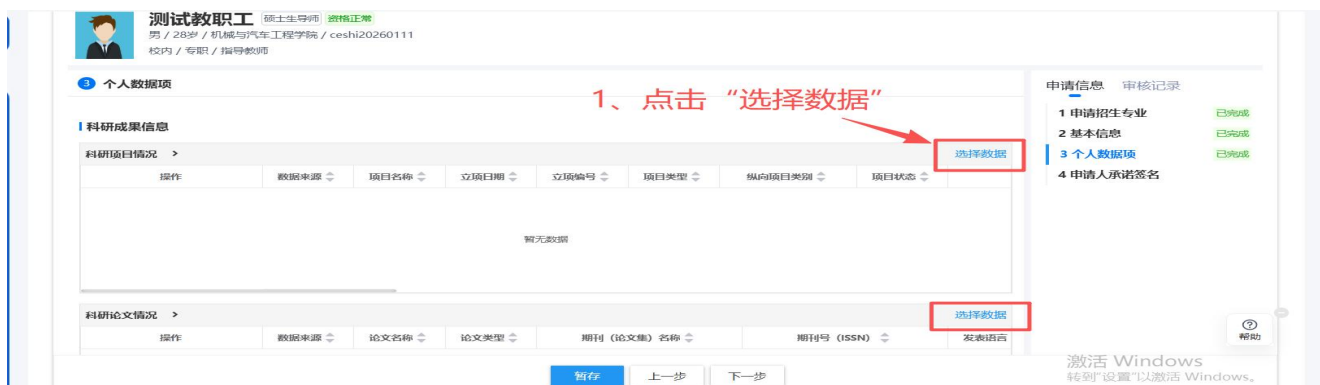 测试教职工 硕士生导师 资格正常
男 / 28岁 / 机械与汽车工程学院 / ceshi20260111
校内 / 专职 / 指导教师
3 个人数据项
1、点击“选择数据”
科研成果信息
科研项目情况 >
选择数据
操作 数据来源 项目名称 立项日期 立项编号 项目类型 纵向项目类别 项目状态
暂无数据
科研论文情况 >
选择数据
操作 数据来源 论文名称 论文类型 期刊（论文集）名称 期刊号（ISSN） 发表语言
暂存 上一步 下一步
申请信息 审核记录
1 申请招生专业 已完成
2 基本信息 已完成
3 个人数据项 已完成
4 申请人承诺签名
帮助
激活 Windows
转到"设置"以激活 Windows。